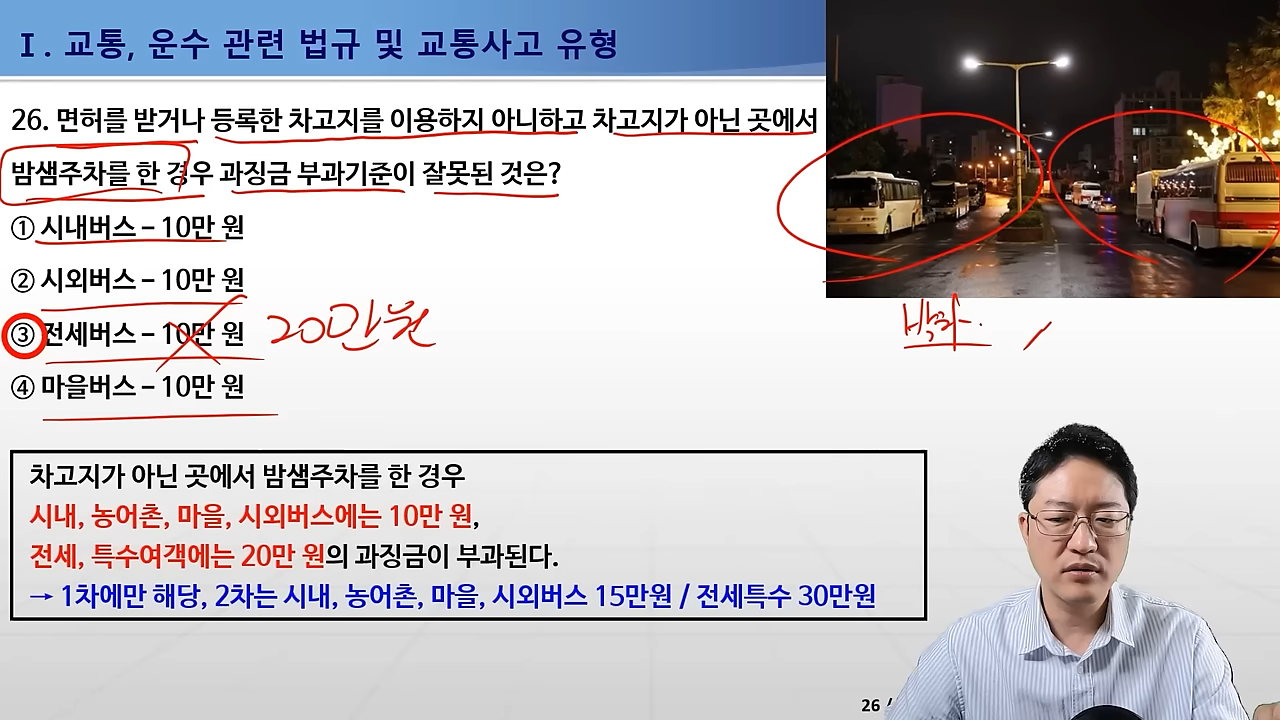 Ⅰ. 교통, 운수 관련 법규 및 교통사고 유형
26. 면허를 받거나 등록한 차고지를 이용하지 아니하고 차고지가 아닌 곳에서
밤샘주차를 한 경우 과징금 부과기준이 잘못된 것은?
① 시내버스 – 10만 원
② 시외버스 – 10만 원
③ 전세버스 – 10만 원 20만원
④ 마을버스 – 10만 원
차고지가 아닌 곳에서 밤샘주차를 한 경우
시내, 농어촌, 마을, 시외버스에는 10만 원,
전세, 특수여객에는 20만 원의 과징금이 부과된다.
→ 1차에만 해당, 2차는 시내, 농어촌, 마을, 시외버스 15만원 / 전세특수 30만원
26 /